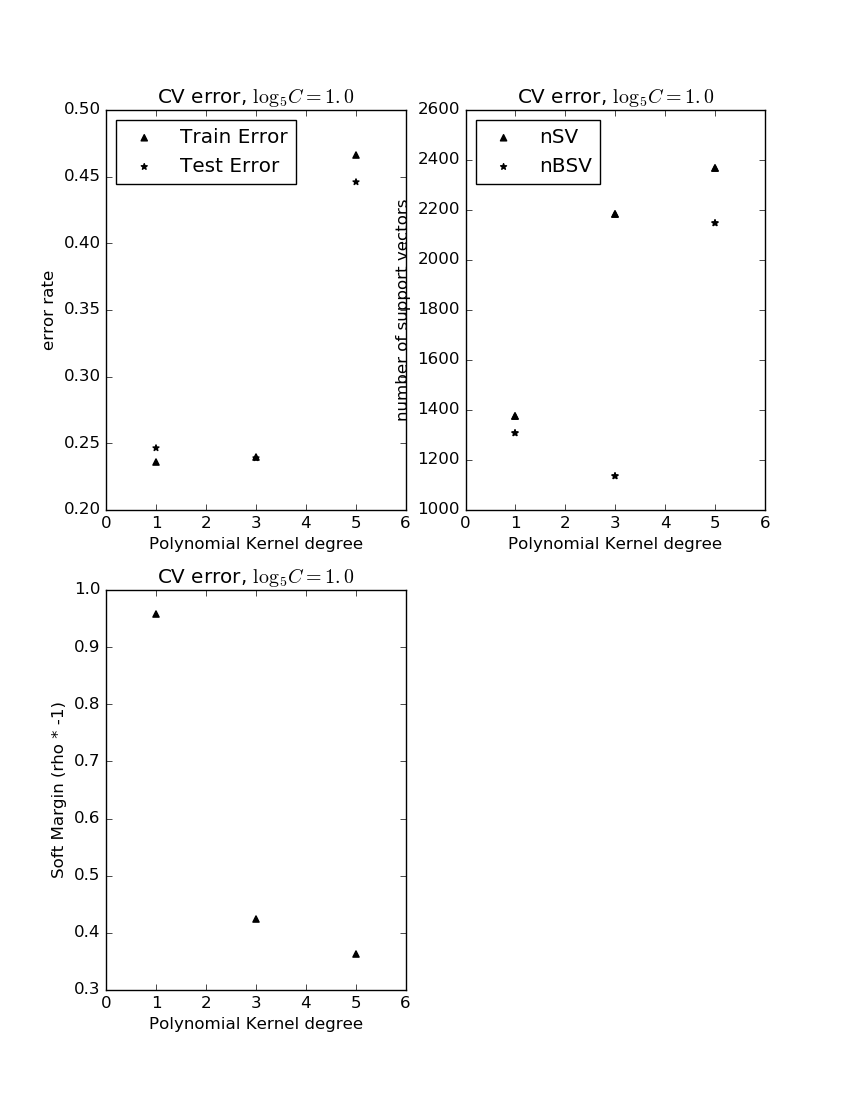 CV error, log₅C = 1.0
0.50
0.45
0.40
0.35
0.30
0.25
0.20
error rate
Train Error
Test Error
0 1 2 3 4 5 6
Polynomial Kernel degree
CV error, log₅C = 1.0
2600
2400
2200
2000
1800
1600
1400
1200
1000
number of support vectors
nSV
nBSV
0 1 2 3 4 5 6
Polynomial Kernel degree
CV error, log₅C = 1.0
1.0
0.9
0.8
0.7
0.6
0.5
0.4
0.3
Soft Margin (rho * -1)
0 1 2 3 4 5 6
Polynomial Kernel degree